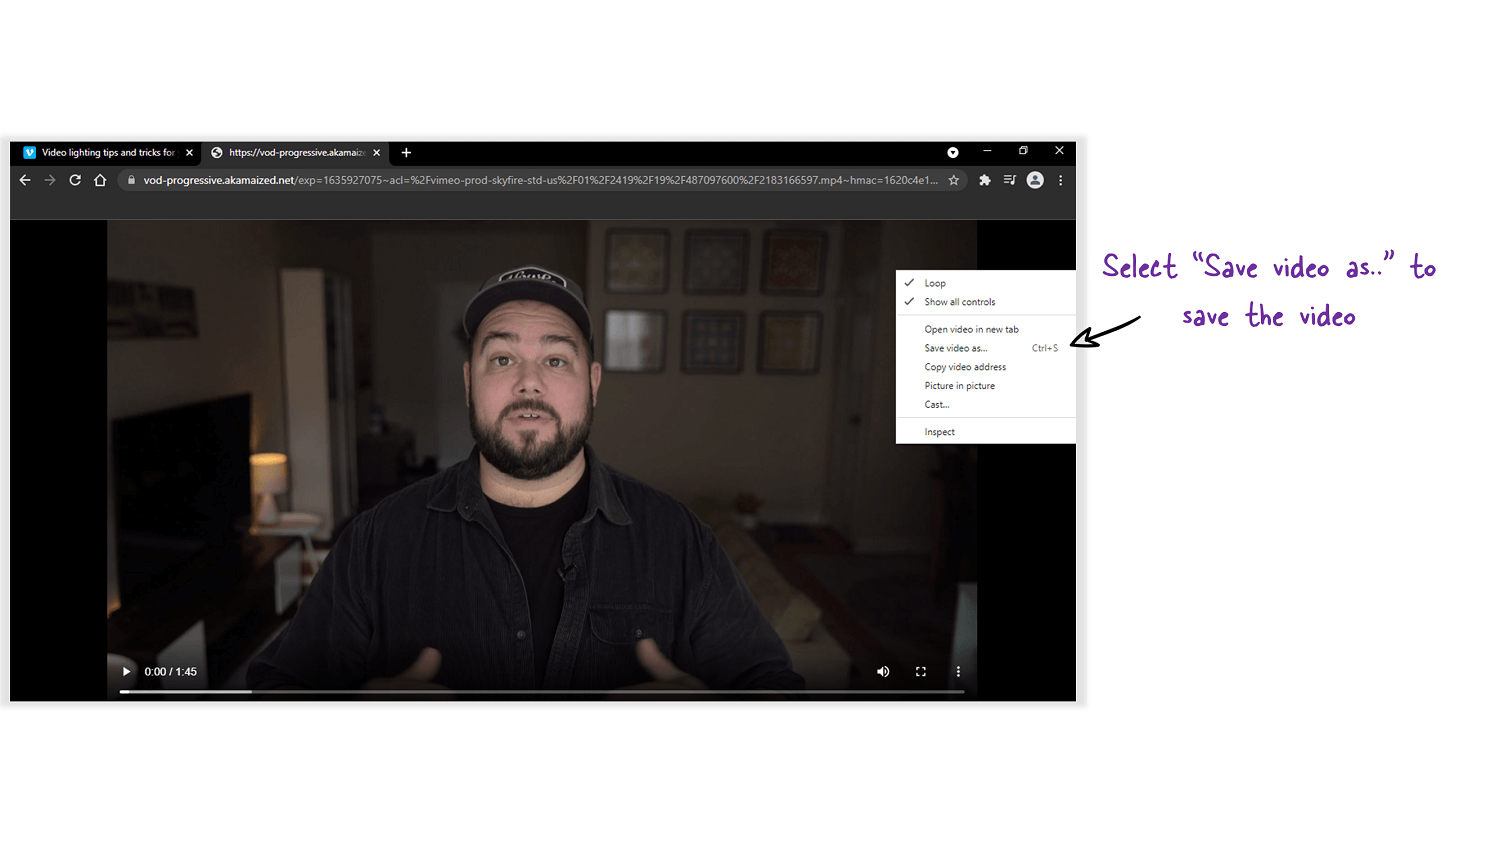 Video lighting tips and tricks for
https://vod-progressive.akamaize
vod-progressive.akamaized.net/exp=1635927075~acl=%2Fvimeo-prod-skyfire-std-us%2F01%2F2419%2F19%2F487097600%2F2183166597.mp4~hmac=1620c4e1...
Loop
Show all controls
Open video in new tab
Save video as... Ctrl+S
Copy video address
Picture in picture
Cast...
Inspect
Select “Save video as..” to
save the video
0:00 / 1:45